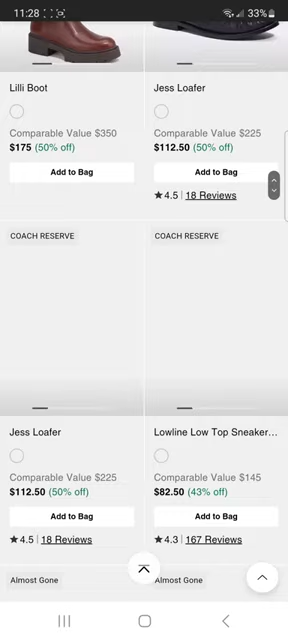 11:28
33%
Lilli Boot
Jess Loafer
Comparable Value $350
Comparable Value $225
$175 (50% off)
$112.50 (50% off)
Add to Bag
Add to Bag
★4.5 | 18 Reviews
COACH RESERVE
COACH RESERVE
Jess Loafer
Lowline Low Top Sneaker...
Comparable Value $225
Comparable Value $145
$112.50 (50% off)
$82.50 (43% off)
Add to Bag
Add to Bag
★4.5 | 18 Reviews
★4.3 | 167 Reviews
Almost Gone
Almost Gone